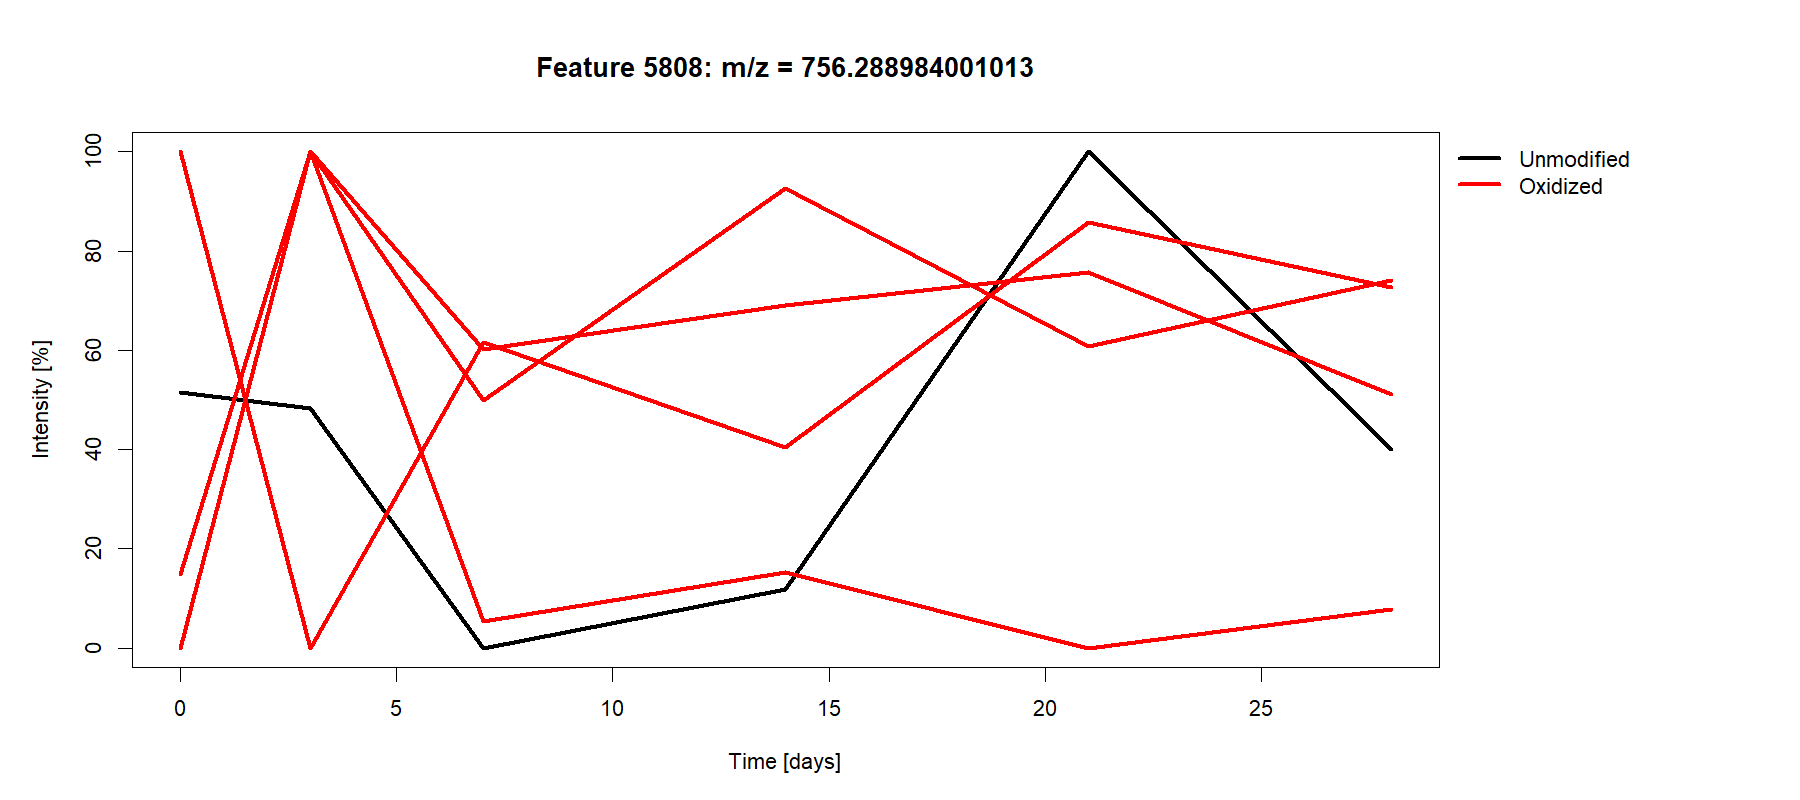 Feature 5808: m/z = 756.288984001013
Unmodified
Oxidized
Intensity [%]
100
80
60
40
20
0
0 5 10 15 20 25
Time [days]